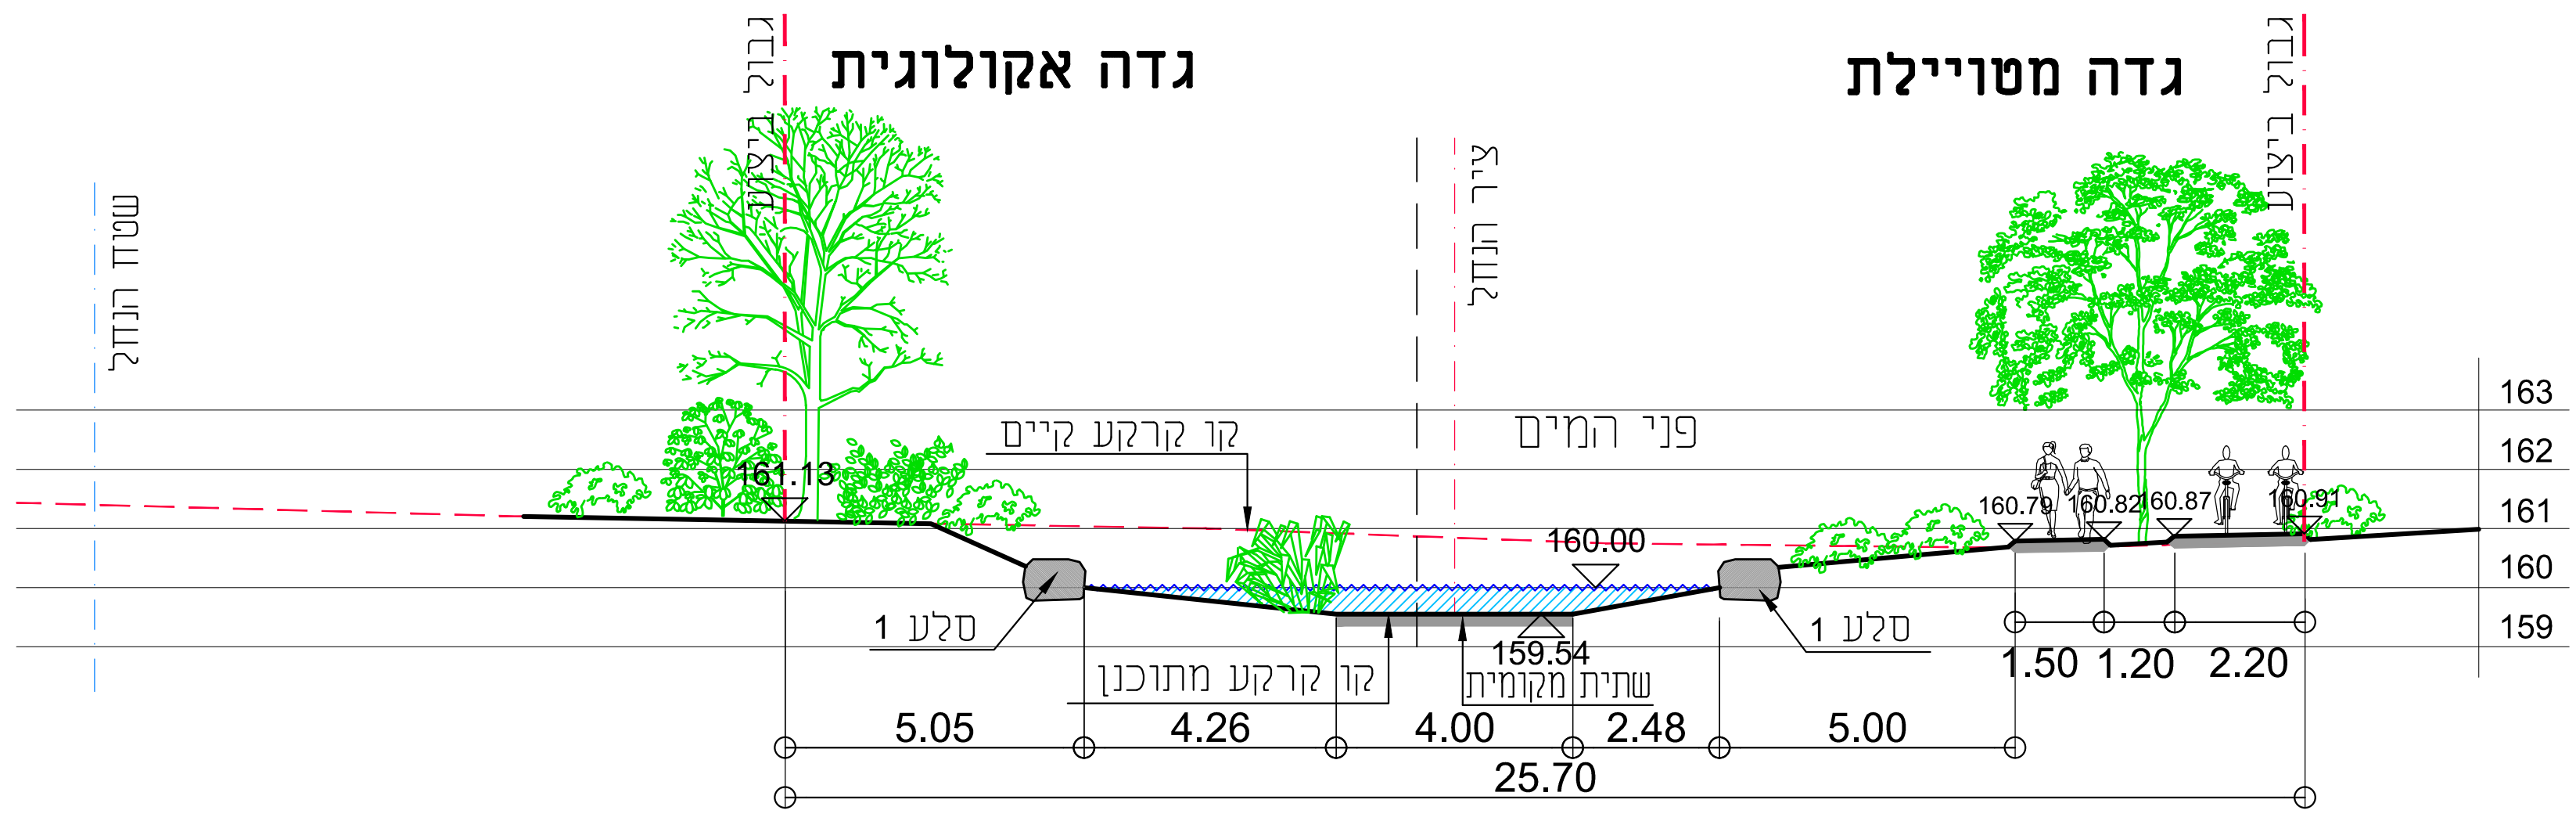 גדה אקולוגית
גדה מטויילת
גבול ביצוע
גבול ביצוע
שטח הנחל
ציר הנחל
פני המים
קו קרקע קיים
163
162
161
160
159
161.13
160.00
160.79
160.82
160.87
160.91
סלע 1
סלע 1
159.54
קו קרקע מתוכנן
שתית מקומית
1.50
1.20
2.20
5.05
4.26
4.00
2.48
5.00
25.70